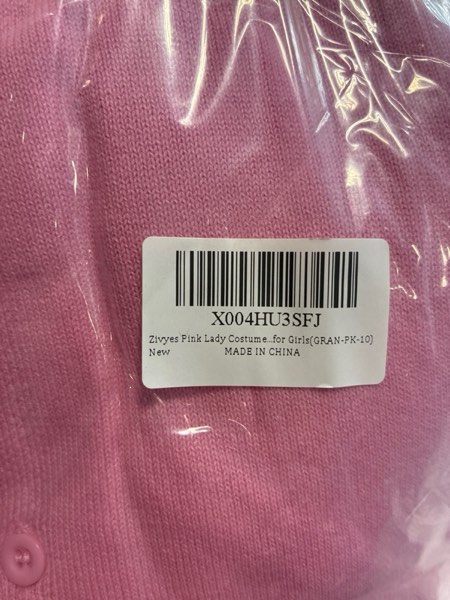 X004HU3SFJ
Zivyes Pink Lady Costume...for Girls(GRAN-PK-10)
New MADE IN CHINA